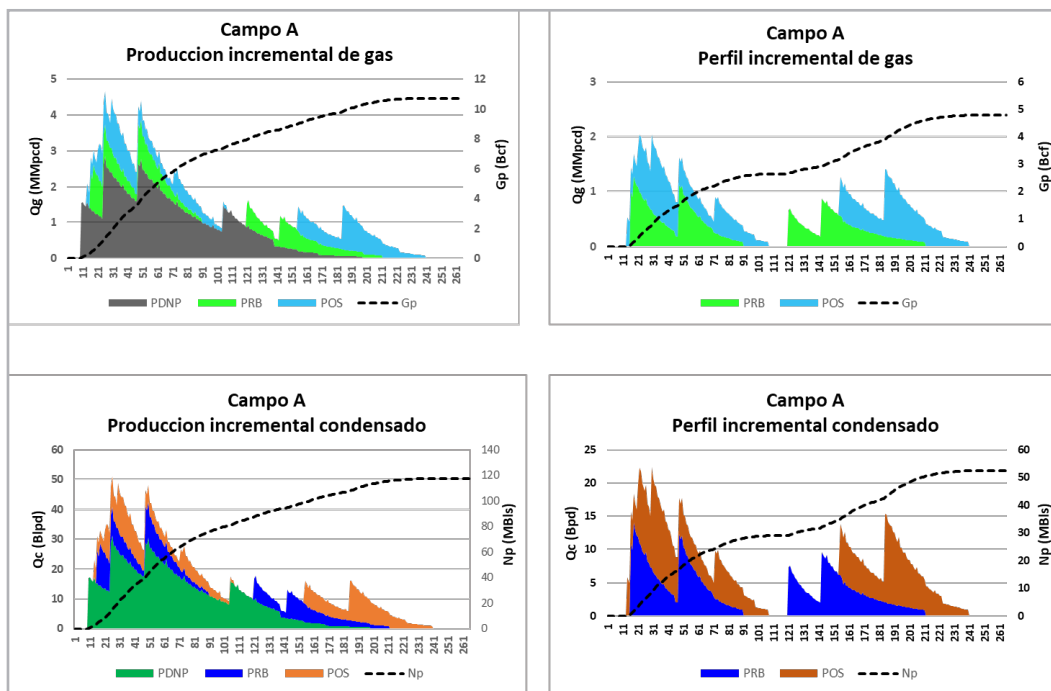 Campo A
Produccion incremental de gas
Qg (MMpcd)
5
4
3
2
1
0
12
10
8
6
4
2
0
Gp (Bcf)
1 11 21 31 41 51 61 71 81 91 101 111 121 131 141 151 161 171 181 191 201 211 221 231 241 251 261
PDNP PRB POS Gp
Campo A
Perfil incremental de gas
Qg (MMpcd)
3
2
1
0
6
5
4
3
2
1
0
Gp (Bcf)
1 11 21 31 41 51 61 71 81 91 101 111 121 131 141 151 161 171 181 191 201 211 221 231 241 251 261
PRB POS Gp
Campo A
Produccion incremental condensado
Qc (Blpd)
60
50
40
30
20
10
0
140
120
100
80
60
40
20
0
Np (MBls)
1 11 21 31 41 51 61 71 81 91 101 111 121 131 141 151 161 171 181 191 201 211 221 231 241 251 261
PDNP PRB POS Np
Campo A
Perfil incremental condensado
Qc (Bpd)
25
20
15
10
5
0
60
50
40
30
20
10
0
Np (MBls)
1 11 21 31 41 51 61 71 81 91 101 111 121 131 141 151 161 171 181 191 201 211 221 231 241 251 261
PRB POS Np